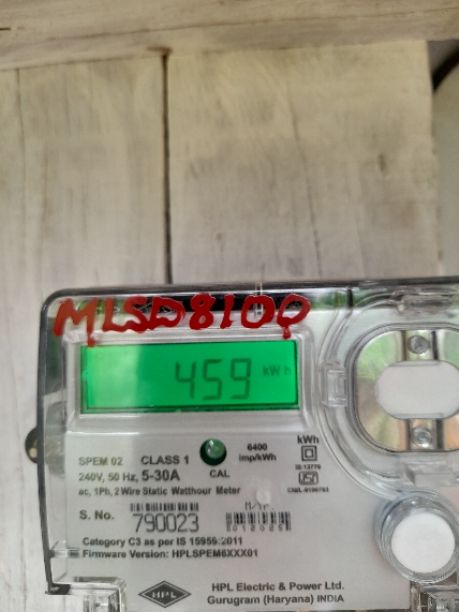 MLSD8100
459 kWh
SPEM 02 CLASS 1
240V, 50 Hz, 5-30A
ac, 1Ph, 2 Wire Static Watthour Meter
CAL
6400
imp/kWh
kWh
IS:13779
S. No. 790023
Category C3 as per IS 15959:2011
Firmware Version: HPLSPEM6XXX01
HPL
HPL Electric & Power Ltd.
Gurugram (Haryana) INDIA